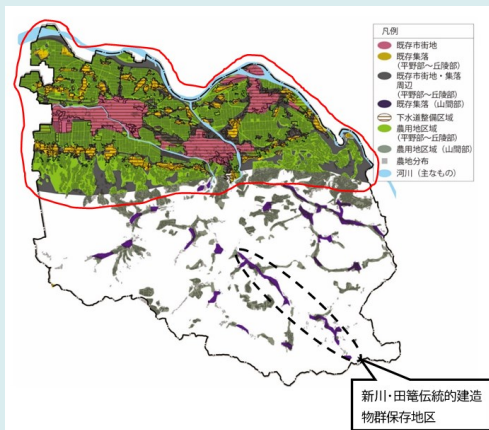 凡例
既存市街地
既存集落
(平野部~丘陵部)
既存市街地・集落
周辺
(平野部~丘陵部)
既存集落(山間部)
下水道整備区域
農用地区域
(平野部~丘陵部)
農用地区域(山間部)
農地分布
河川(主なもの)
新川・田篭伝統的建造
物群保存地区